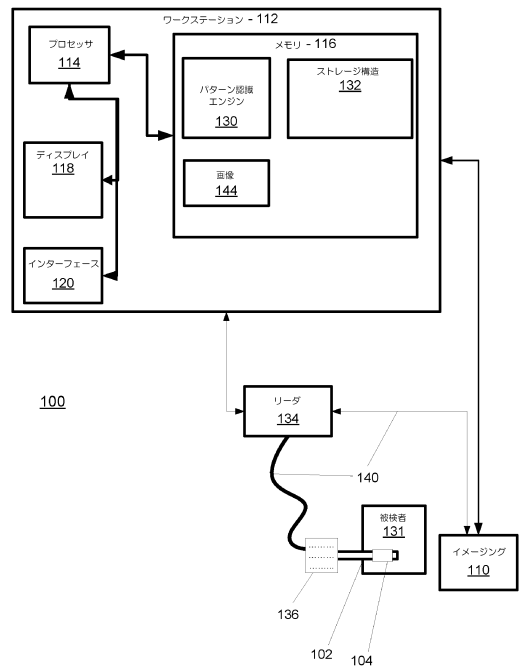 ワークステーション - 112
プロセッサ
114
メモリ - 116
パターン認識
エンジン
130
ストレージ構造
132
画像
144
ディスプレイ
118
インターフェース
120
100
リーダ
134
140
被検者
131
イメージング
110
136
102
104